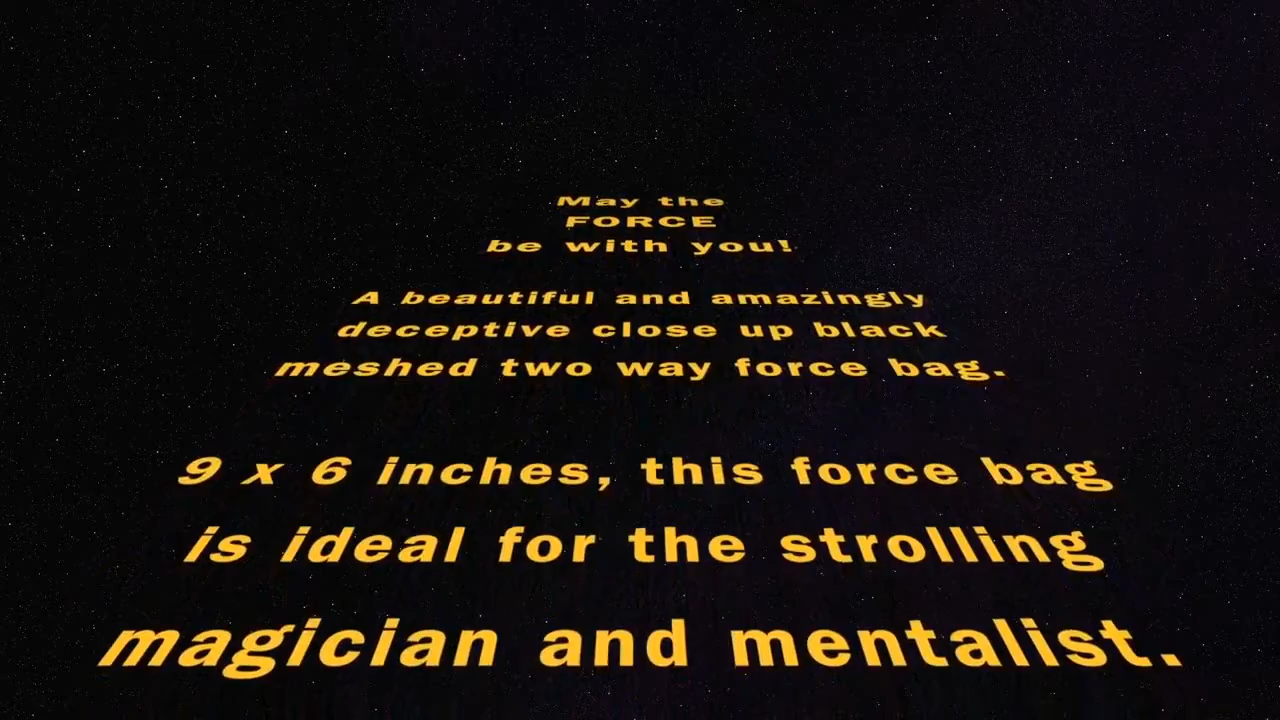 May the
FORCE
be with you!
A beautiful and amazingly
deceptive close up black
meshed two way force bag.
9 x 6 inches, this force bag
is ideal for the strolling
magician and mentalist.